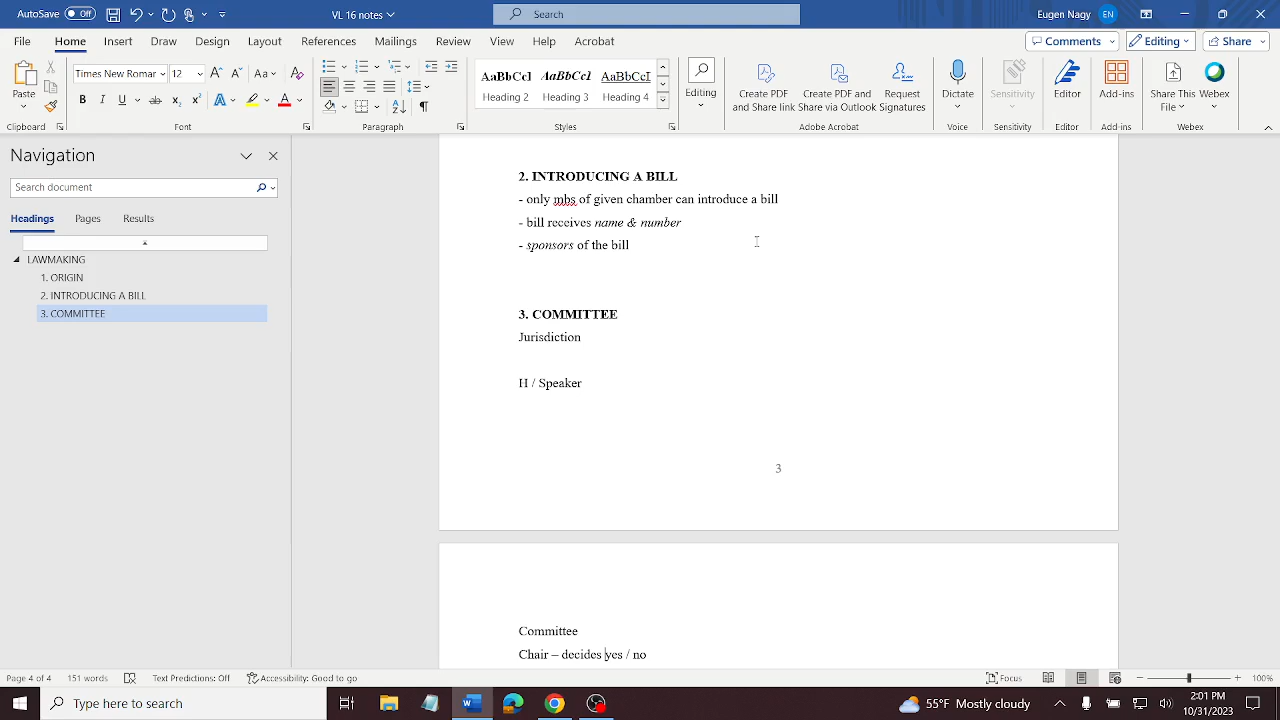 AutoSave Off VL 16 notes Search Eugen Nagy EN
File Home Insert Draw Design Layout References Mailings Review View Help Acrobat Comments Editing Share
Paste Times New Roman 12 A A Aa A AaBbCcI AaBbCcI AaBbCcI Editing Create PDF and Share link Create PDF and Share via Outlook Request Signatures Dictate Sensitivity Editor Add-ins Share This File Webex
B I U ab x₂ x² A A Heading 2 Heading 3 Heading 4
Clipboard Font Paragraph Styles Adobe Acrobat Voice Sensitivity Editor Add-ins Webex
Navigation
Search document
Headings Pages Results
LAWMAKING
1. ORIGIN
2. INTRODUCING A BILL
3. COMMITTEE
2. INTRODUCING A BILL
- only mbs of given chamber can introduce a bill
- bill receives name & number
- sponsors of the bill
3. COMMITTEE
Jurisdiction
H / Speaker
3
Committee
Chair – decides yes / no
Page 4 of 4 151 words Text Predictions: Off Accessibility: Good to go Focus 100%
Type here to search 55°F Mostly cloudy 2:01 PM
10/31/2023